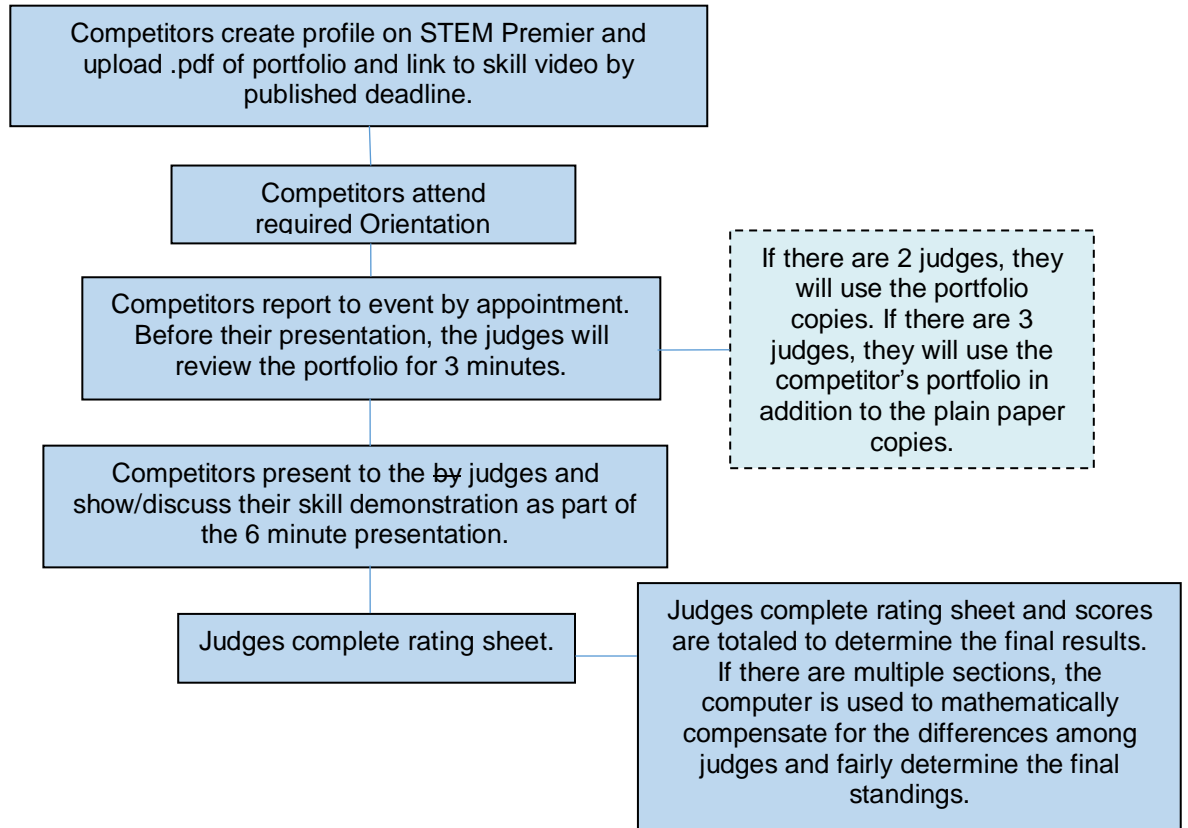 Competitors create profile on STEM Premier and
upload .pdf of portfolio and link to skill video by
published deadline.
Competitors attend
required Orientation
Competitors report to event by appointment.
Before their presentation, the judges will
review the portfolio for 3 minutes.
If there are 2 judges, they
will use the portfolio
copies. If there are 3
judges, they will use the
competitor’s portfolio in
addition to the plain paper
copies.
Competitors present to the by judges and
show/discuss their skill demonstration as part of
the 6 minute presentation.
Judges complete rating sheet.
Judges complete rating sheet and scores
are totaled to determine the final results.
If there are multiple sections, the
computer is used to mathematically
compensate for the differences among
judges and fairly determine the final
standings.